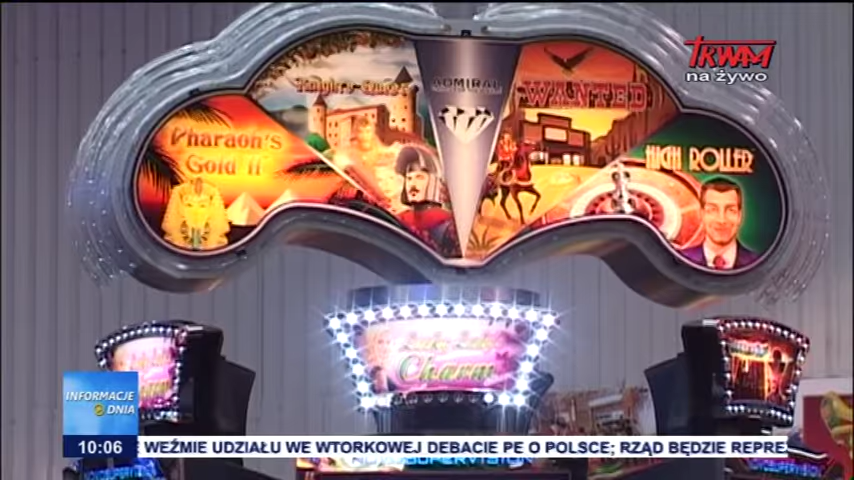 TRWAM
na żywo
Knights Quest
ADMIRAL
WANTED
Pharaoh's
Gold II
HIGH ROLLER
Lucky Lady's
Charm
INFORMACJE
DNIA
10:06
WEŹMIE UDZIAŁU WE WTORKOWEJ DEBACIE PE O POLSCE; RZĄD BĘDZIE REPRE
NOVOSUPERVISION